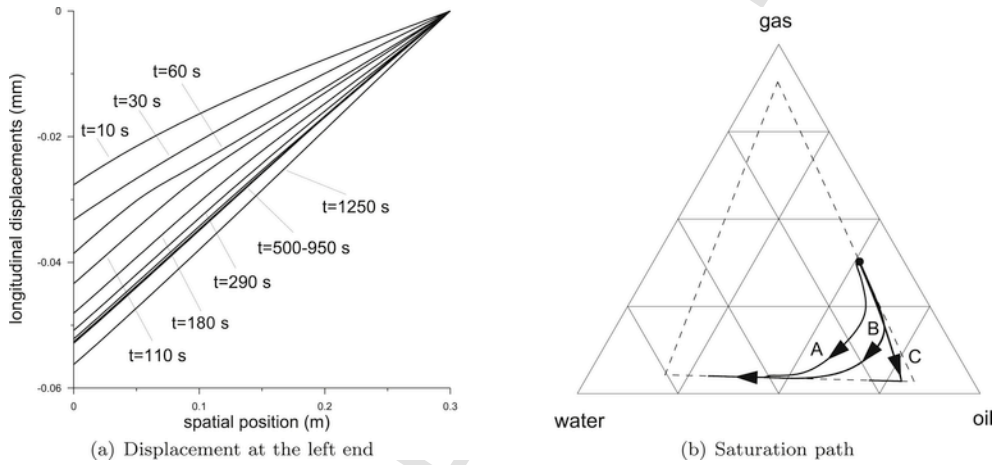 0
-0.02
-0.04
-0.06
longitudinal displacements (mm)
t=60 s
t=30 s
t=10 s
t=1250 s
t=500-950 s
t=290 s
t=180 s
t=110 s
0
0.1
0.2
0.3
spatial position (m)
(a) Displacement at the left end
gas
A
B
C
water
oil
(b) Saturation path